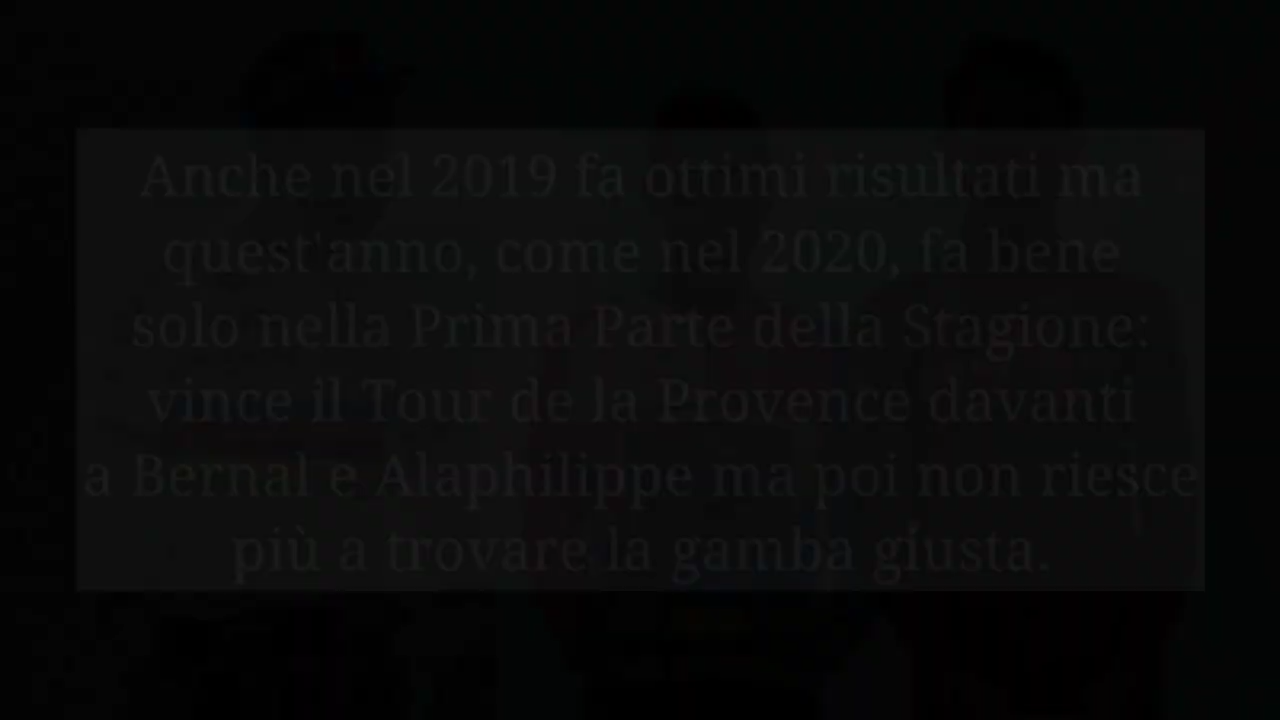 Anche nel 2019 fa ottimi risultati ma
quest'anno, come nel 2020, fa bene
solo nella Prima Parte della Stagione:
vince il Tour de la Provence davanti
a Bernal e Alaphilippe ma poi non riesce
più a trovare la gamba giusta.